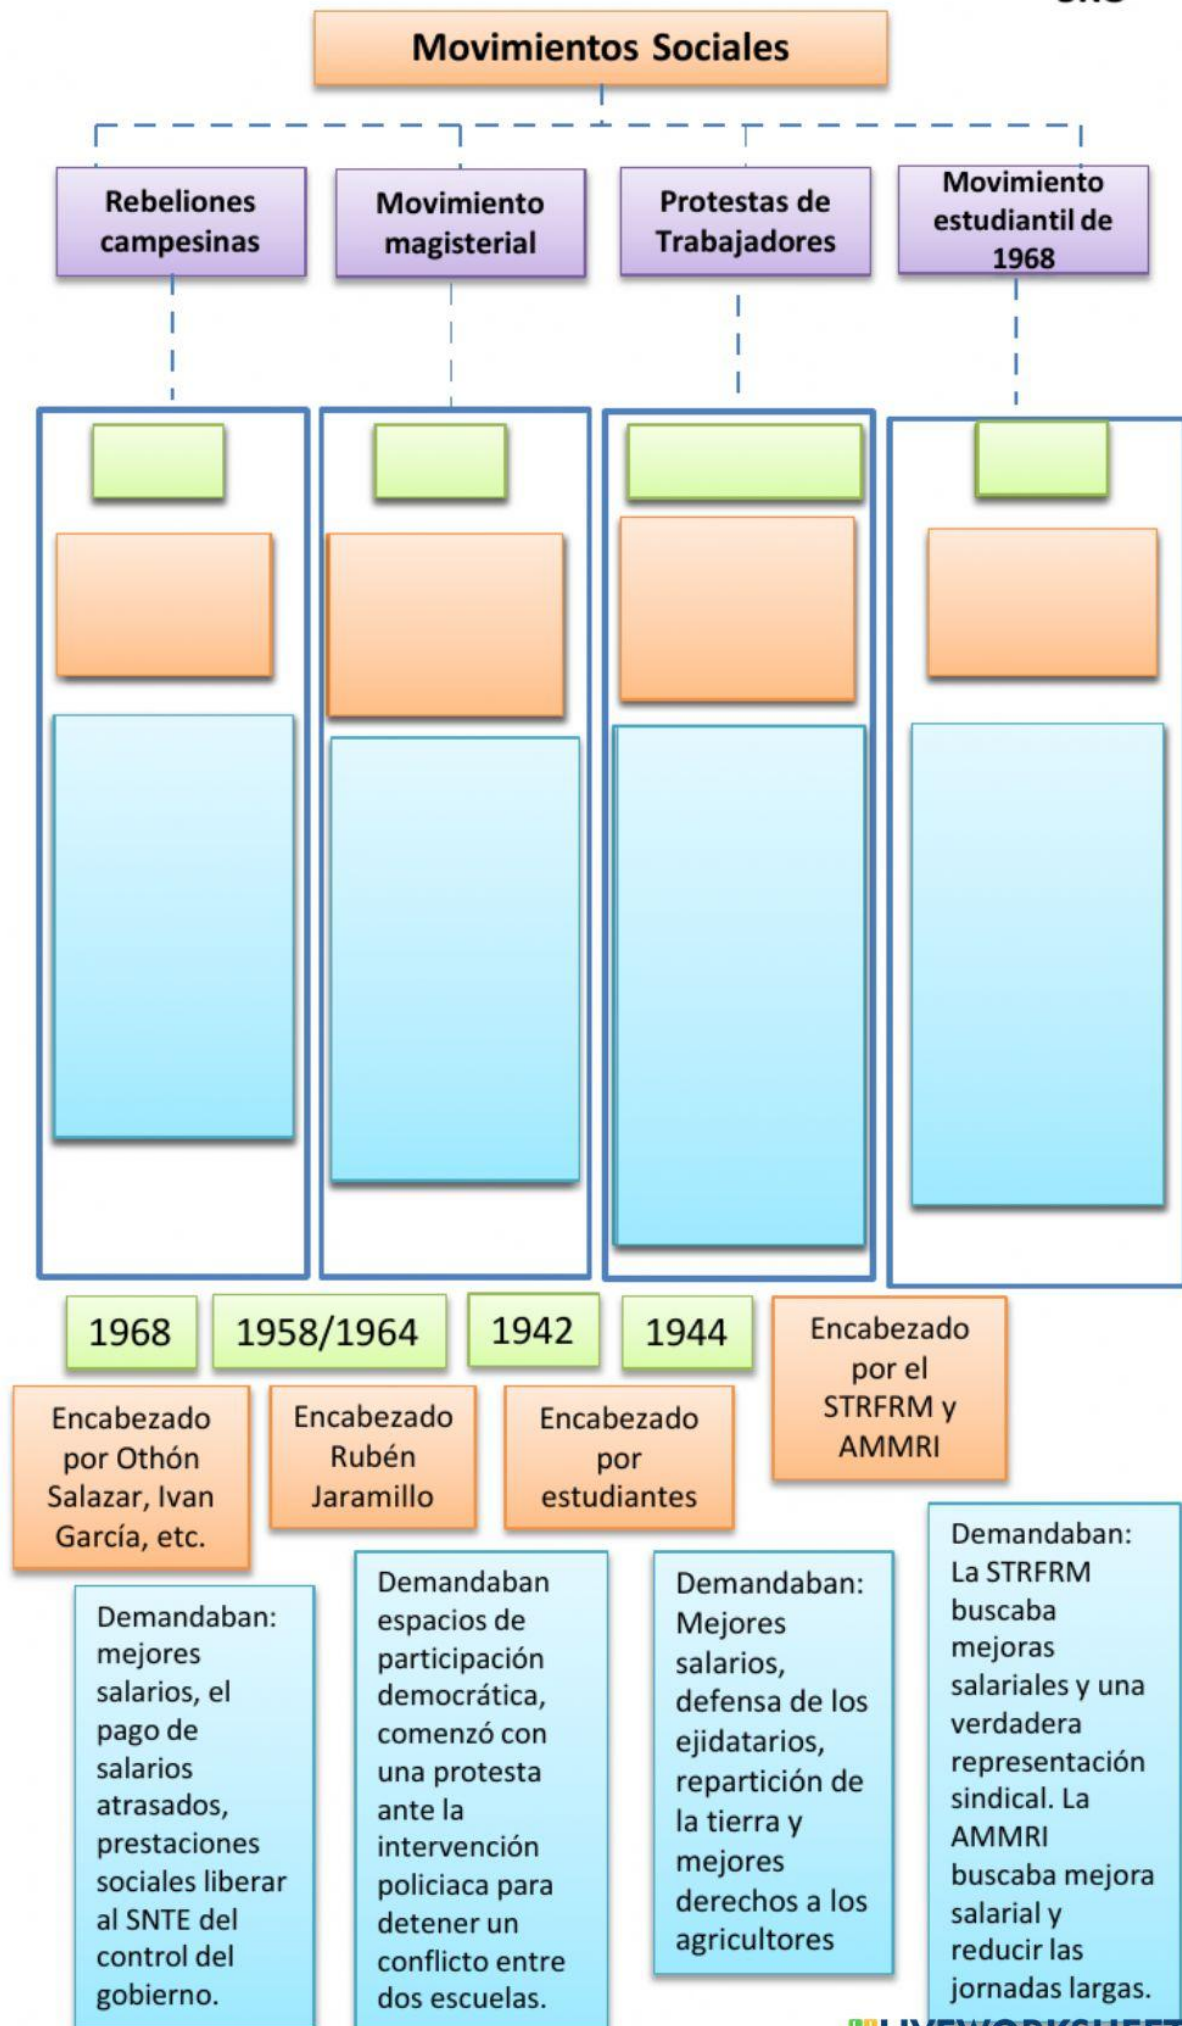 Movimientos Sociales
Rebeliones
campesinas
Movimiento
magisterial
Protestas de
Trabajadores
Movimiento
estudiantil de
1968
1968
1958/1964
1942
1944
Encabezado
por el
STRFRM y
AMMRI
Encabezado
por Othón
Salazar, Ivan
García, etc.
Encabezado
Rubén
Jaramillo
Encabezado
por
estudiantes
Demandaban:
mejores
salarios, el
pago de
salarios
atrasados,
prestaciones
sociales liberar
al SNTE del
control del
gobierno.
Demandaban
espacios de
participación
democrática,
comenzó con
una protesta
ante la
intervención
policiaca para
detener un
conflicto entre
dos escuelas.
Demandaban:
Mejores
salarios,
defensa de los
ejidatarios,
repartición de
la tierra y
mejores
derechos a los
agricultores
Demandaban:
La STRFRM
buscaba
mejoras
salariales y una
verdadera
representación
sindical. La
AMMRI
buscaba mejora
salarial y
reducir las
jornadas largas.